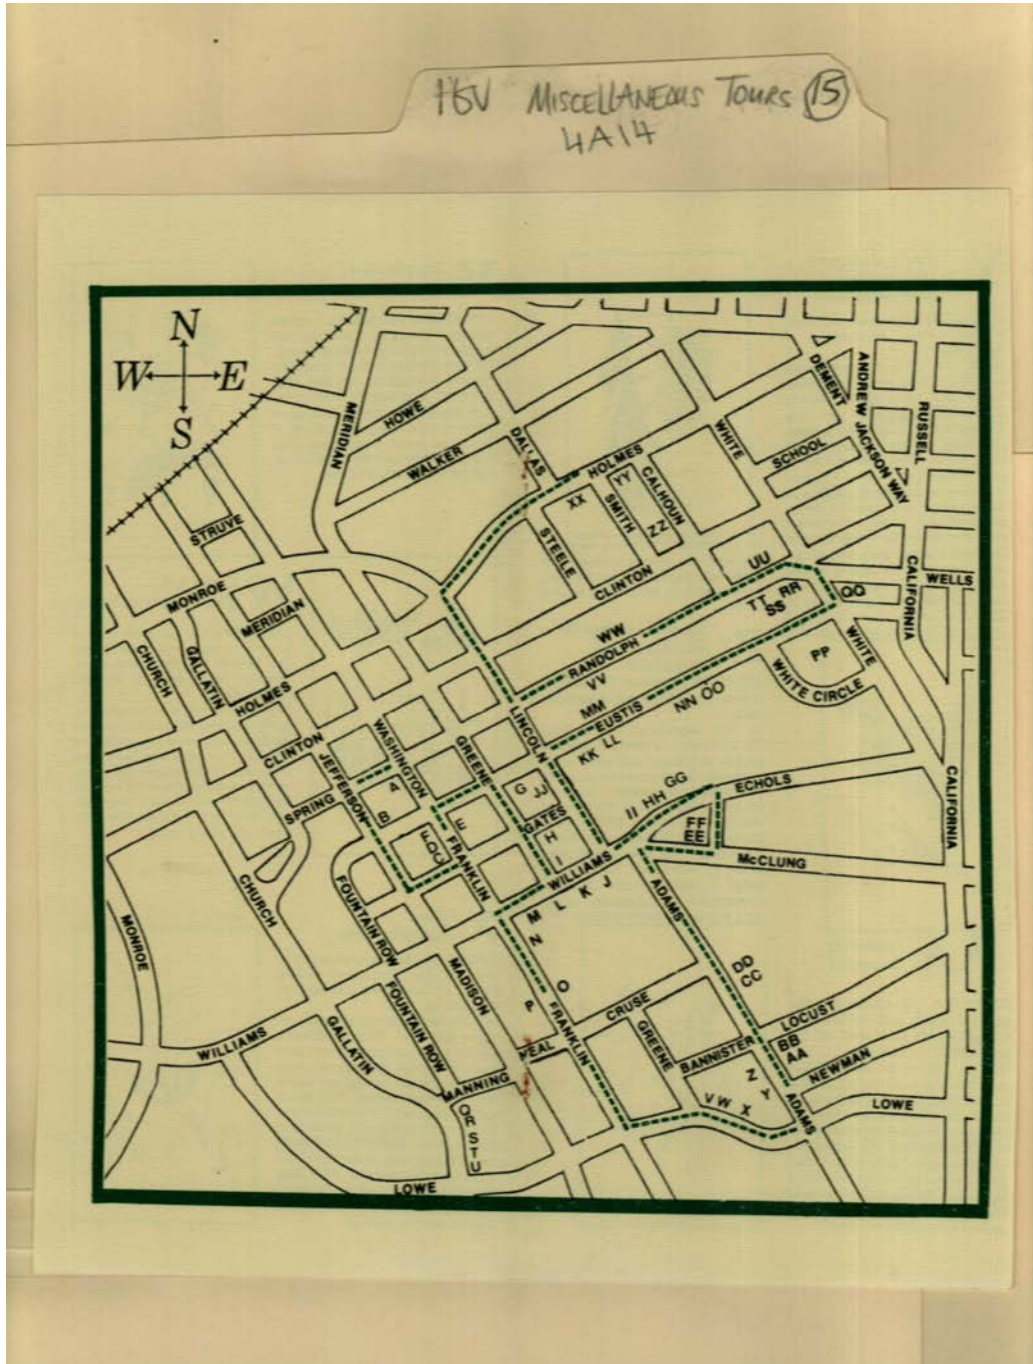 HSV MISCELLANEOUS TOURS 15
4A14
N
W E
S
MERIDIAN
HOWE
WALKER
DALLAS
HOLMES
WHITE
DEMENT
ANDREW JACKSON WAY
RUSSELL
SCHOOL
XX
YY
SMITH
CALHOUN
ZZ
STEELE
CLINTON
UU
CALIFORNIA
WELLS
STRUVE
MONROE
MERIDIAN
CHURCH
GALLATIN
HOLMES
CLINTON
WW
RANDOLPH
VV
TT RR
SS
QQ
WHITE
PP
WHITE CIRCLE
MM
EUSTIS
NN OO
KK LL
LINCOLN
GREENE
WASHINGTON
JEFFERSON
SPRING
A
B
E
F
D
C
FRANKLIN
G
JJ
GATES
H
I
II HH GG
ECHOLS
FF
EE
McCLUNG
CALIFORNIA
WILLIAMS
J
K
L
M
N
O
P
ADAMS
DD
CC
FOUNTAIN ROW
CHURCH
MONROE
MADISON
FRANKLIN
CRUSE
GREENE
BANNISTER
LOCUST
BB
AA
NEWMAN
WILLIAMS
GALLATIN
FOUNTAIN ROW
MANNING
Z
Y
X
V W
ADAMS
LOWE
Q
R
S
T
U
LOWE